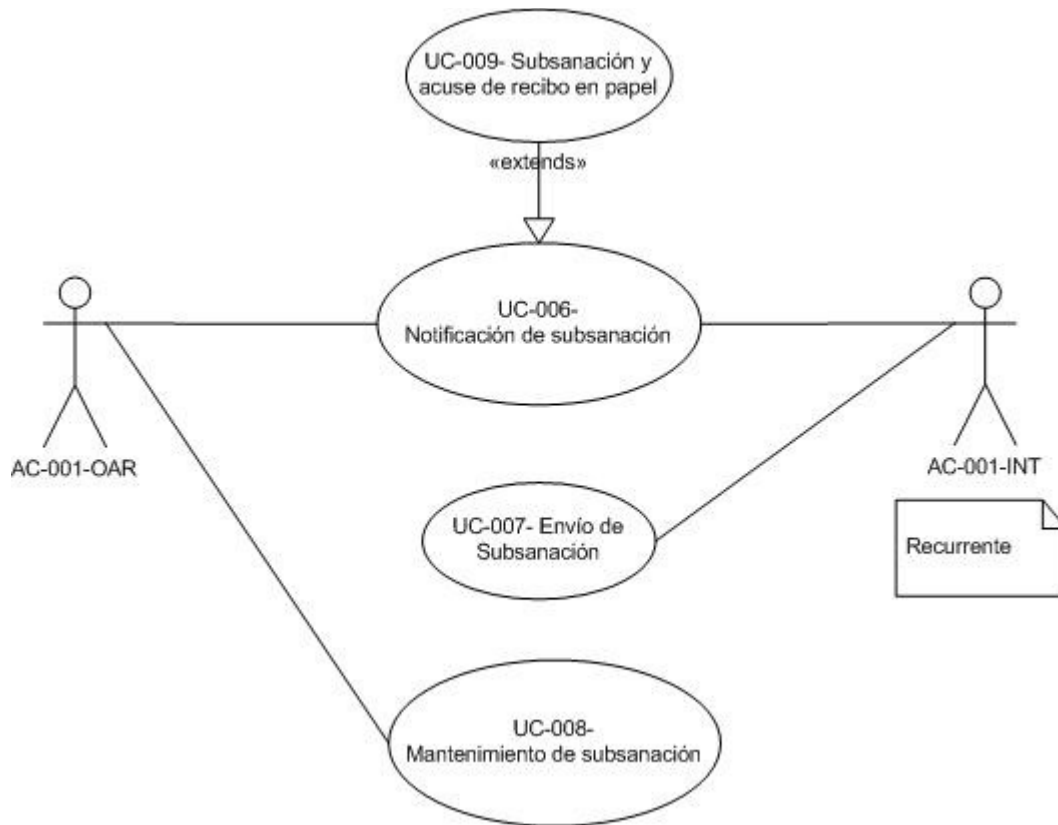 UC-009- Subsanación y
acuse de recibo en papel
«extends»
UC-006-
Notificación de subsanación
AC-001-OAR
AC-001-INT
UC-007- Envío de
Subsanación
Recurrente
UC-008-
Mantenimiento de subsanación